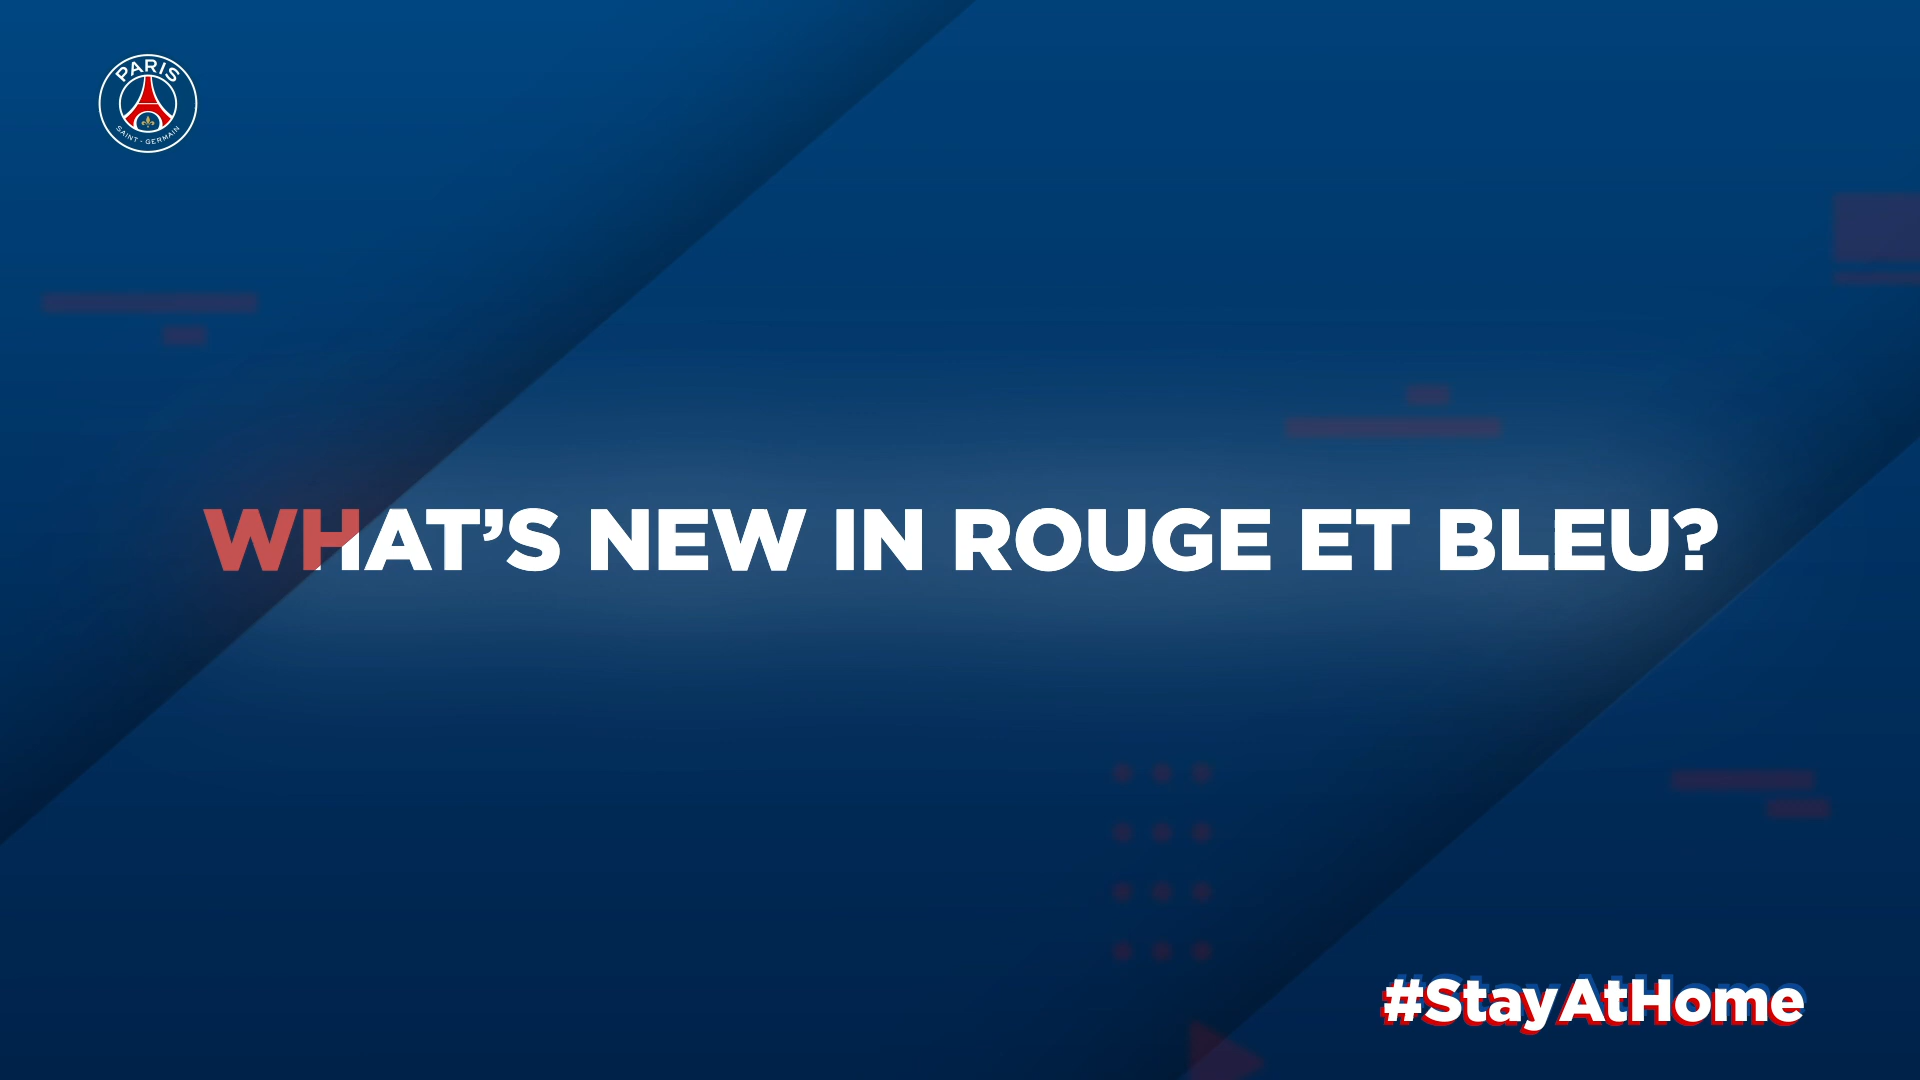 PARIS
SAINT-GERMAIN
WHAT’S NEW IN ROUGE ET BLEU?
#StayAtHome